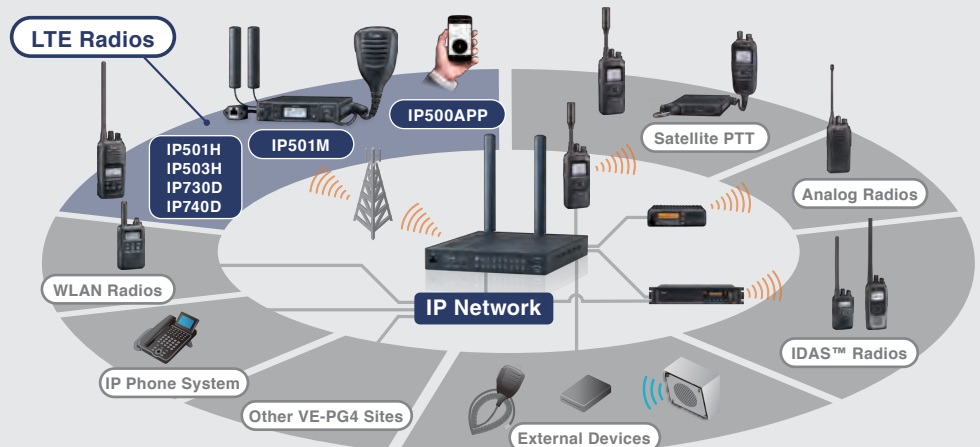 LTE Radios
IP501H
IP503H
IP730D
IP740D
IP501M
IP500APP
Satellite PTT
Analog Radios
WLAN Radios
IP Network
IDAS™ Radios
IP Phone System
Other VE-PG4 Sites
External Devices